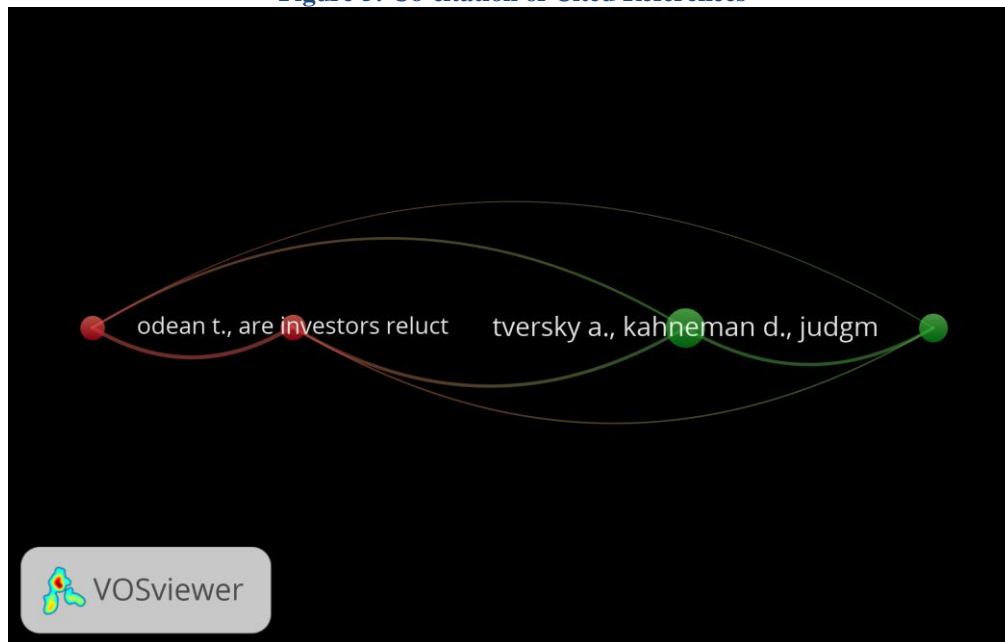 odean t., are investors reluct
tversky a., kahneman d., judgm
VOSviewer